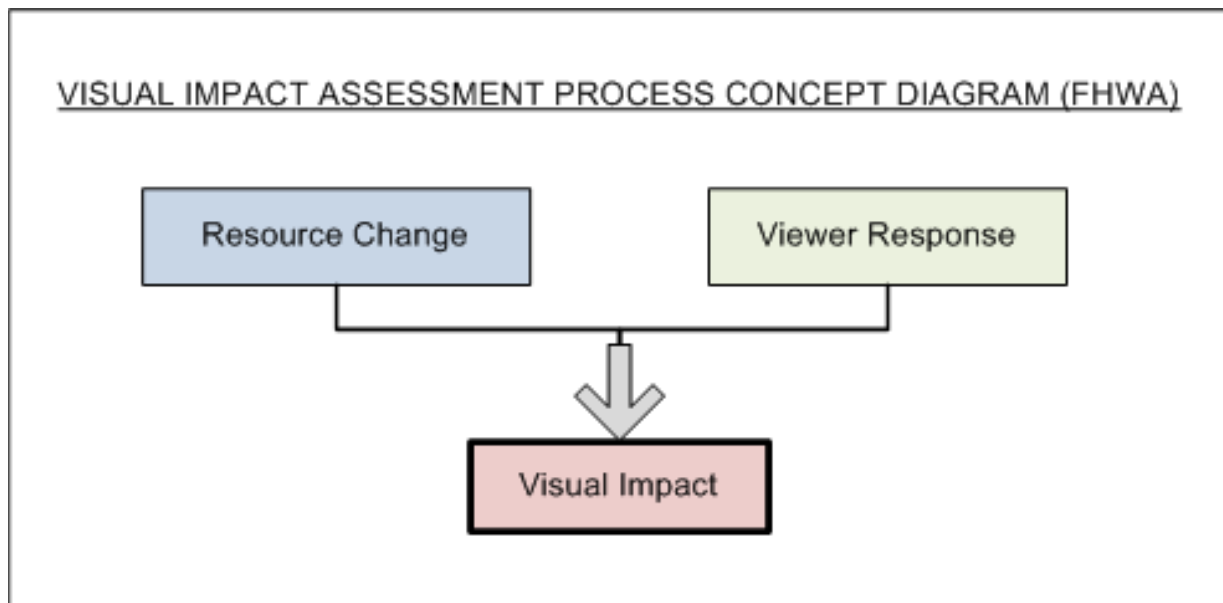 VISUAL IMPACT ASSESSMENT PROCESS CONCEPT DIAGRAM (FHWA)
Resource Change
Viewer Response
Visual Impact